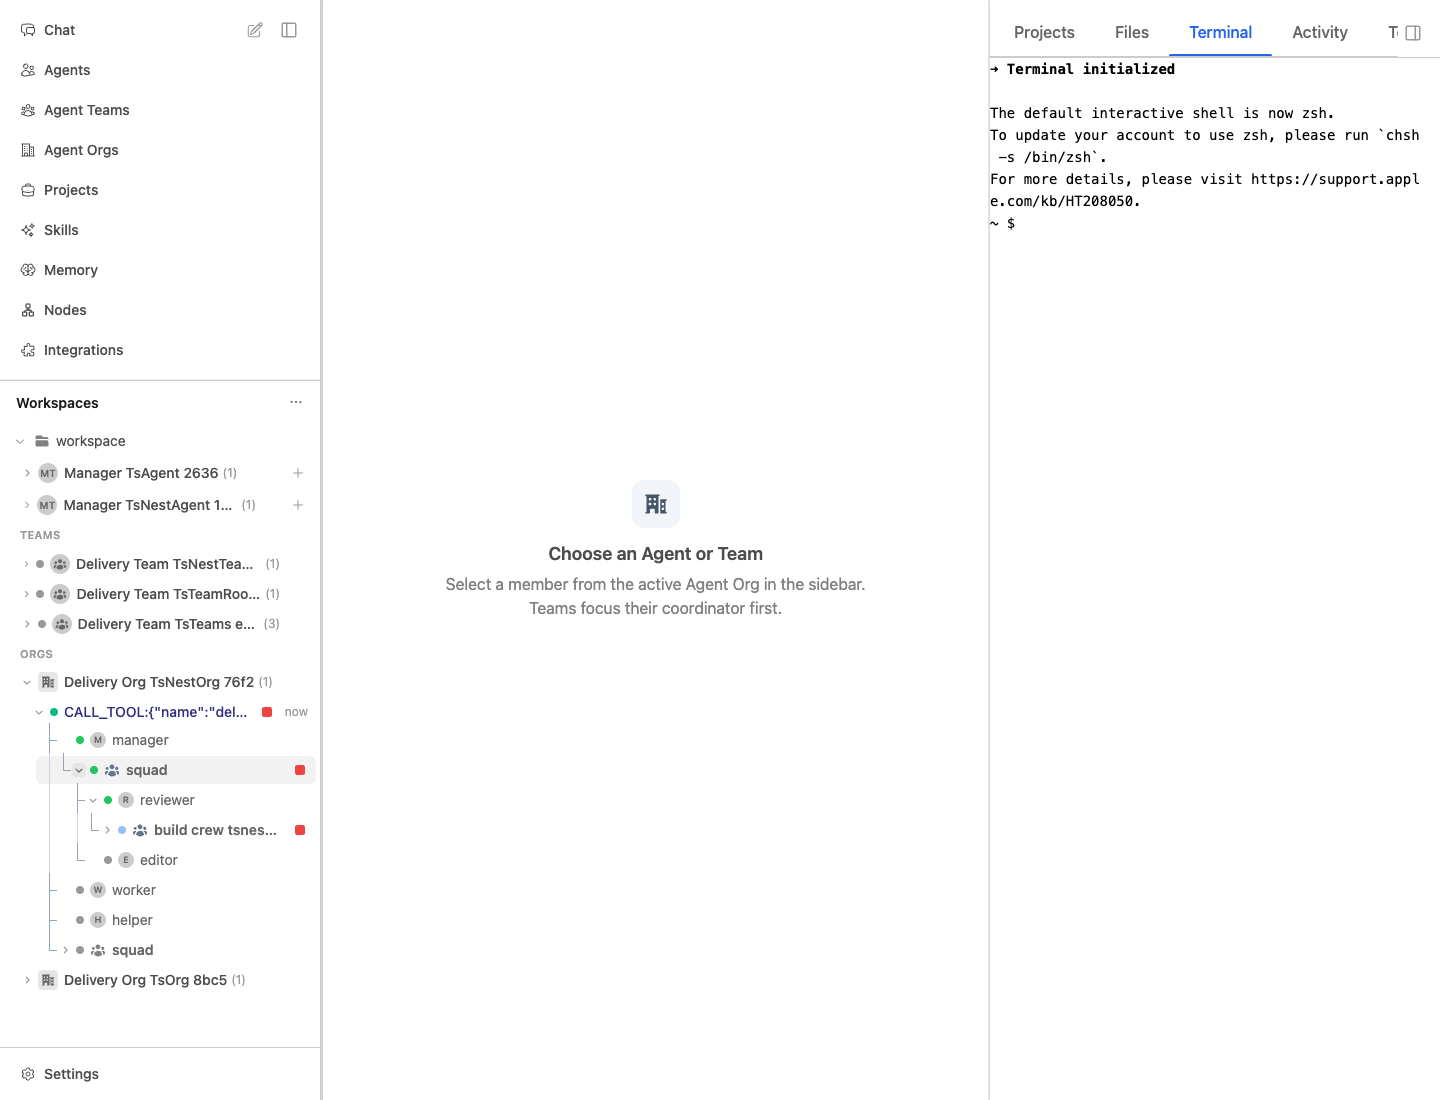 Chat
Agents
Agent Teams
Agent Orgs
Projects
Skills
Memory
Nodes
Integrations
Workspaces
workspace
MT Manager TsAgent 2636 (1)
MT Manager TsNestAgent 1... (1)
TEAMS
Delivery Team TsNestTea... (1)
Delivery Team TsTeamRoo... (1)
Delivery Team TsTeams e... (3)
ORGS
Delivery Org TsNestOrg 76f2 (1)
CALL_TOOL:{"name":"del... now
M manager
squad
R reviewer
build crew tsnes...
E editor
W worker
H helper
squad
Delivery Org TsOrg 8bc5 (1)
Settings
Choose an Agent or Team
Select a member from the active Agent Org in the sidebar.
Teams focus their coordinator first.
Projects Files Terminal Activity
→ Terminal initialized
The default interactive shell is now zsh.
To update your account to use zsh, please run `chsh
-s /bin/zsh`.
For more details, please visit https://support.appl
e.com/kb/HT208050.
~ $